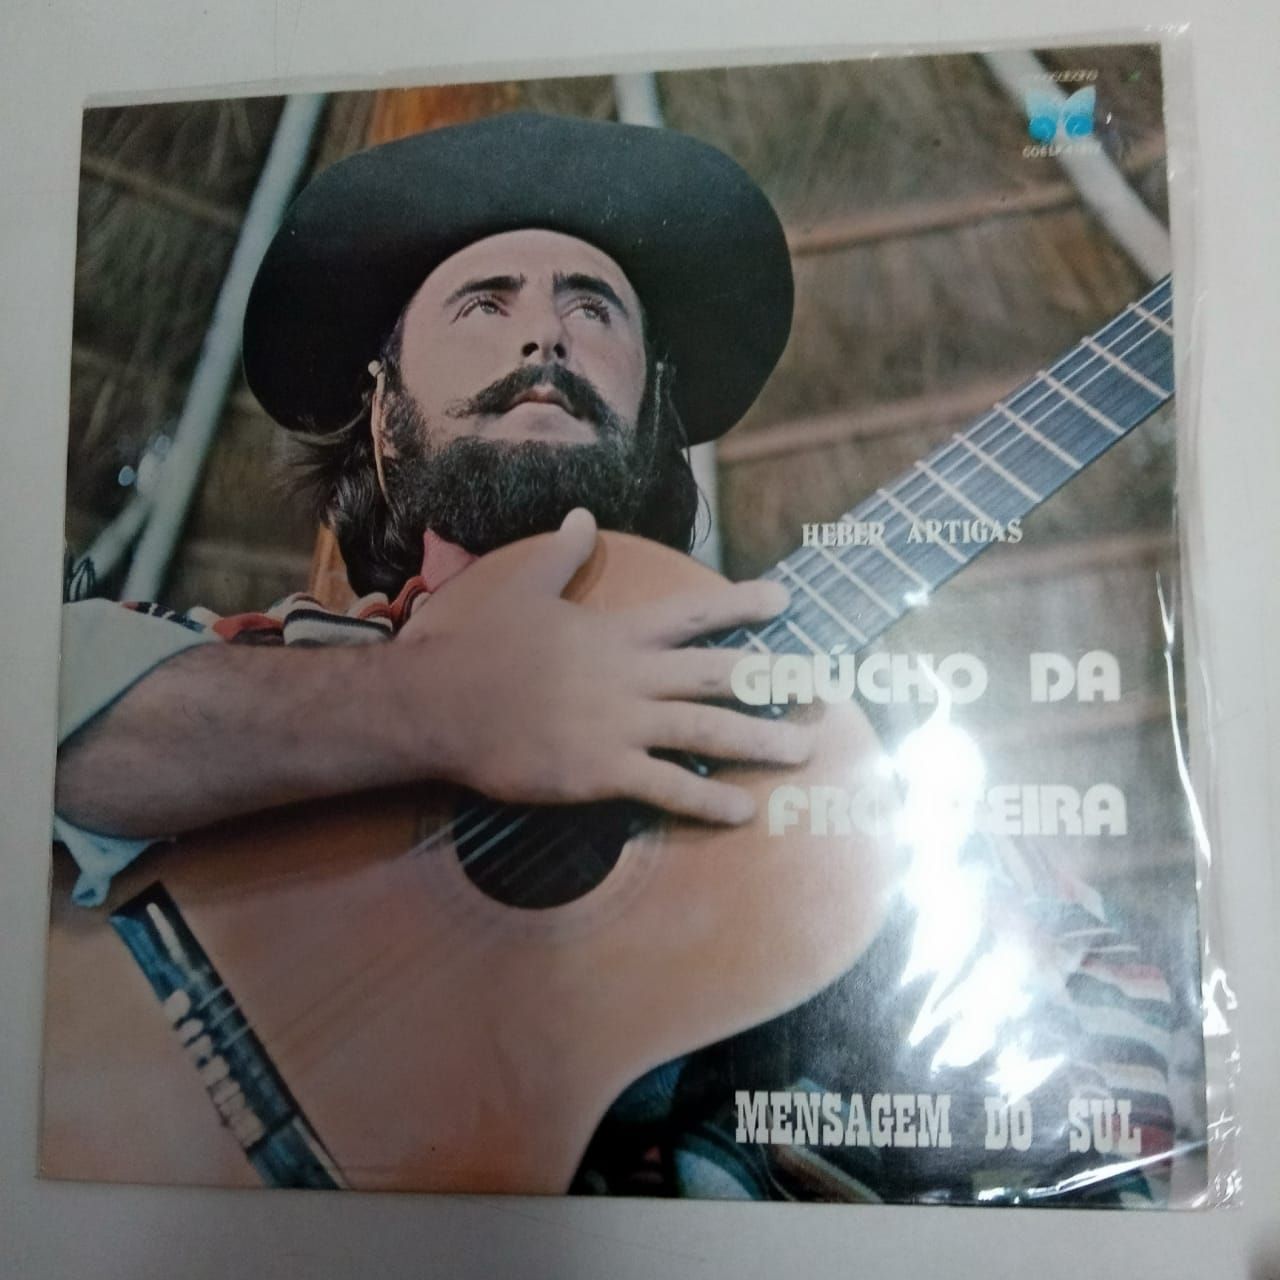 HEBER ARTIGAS
GAÚCHO DA
MENSAGEM DO SUL